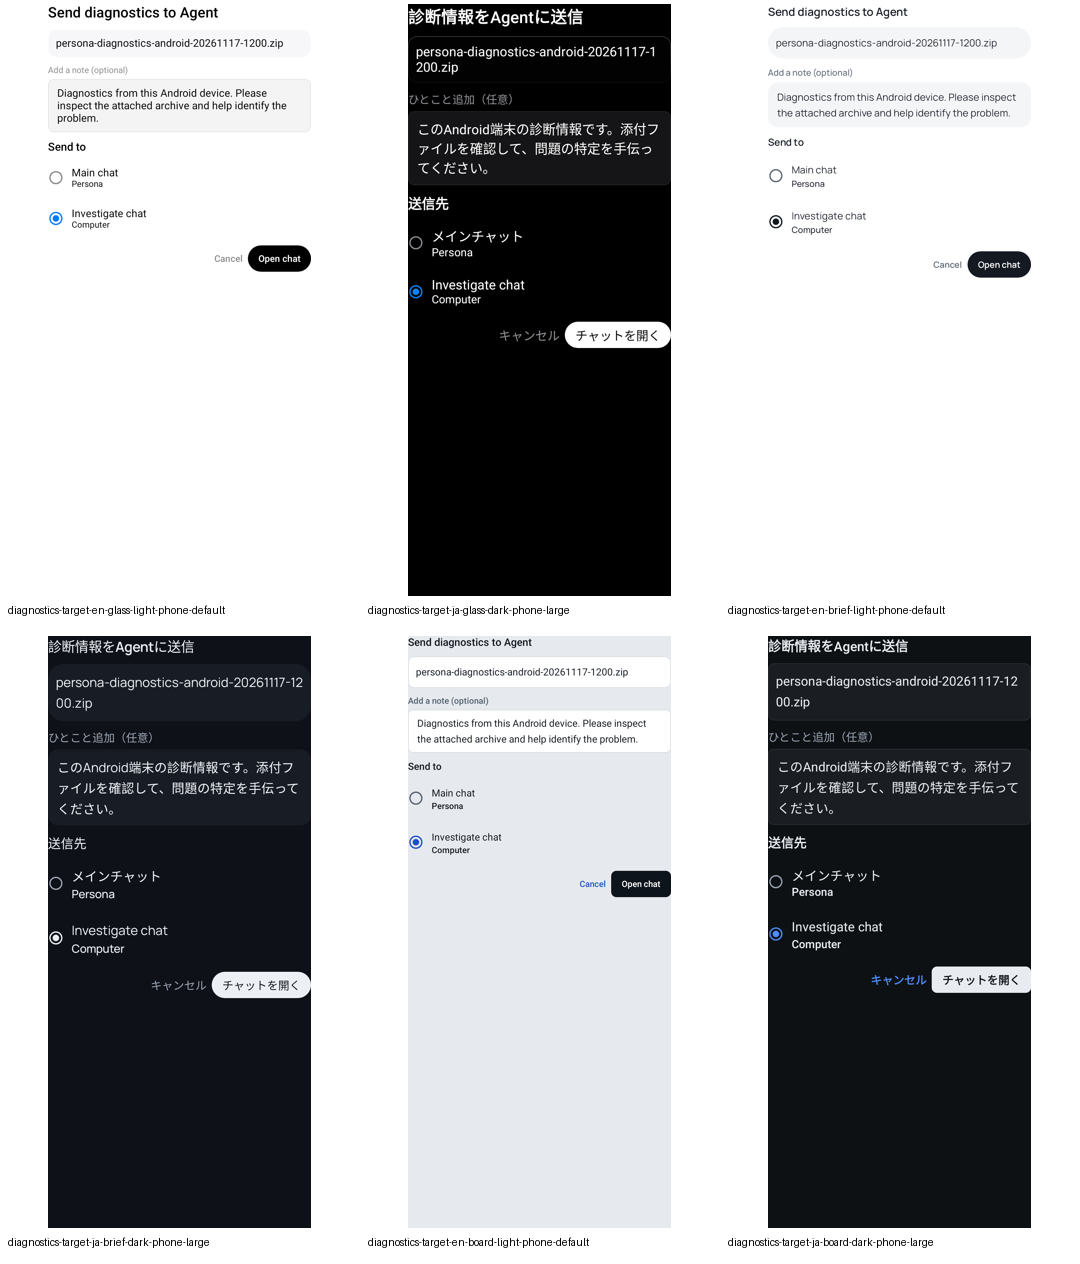 Send diagnostics to Agent
persona-diagnostics-android-20261117-1200.zip
Add a note (optional)
Diagnostics from this Android device. Please
inspect the attached archive and help identify the
problem.
Send to
Main chat
Persona
Investigate chat
Computer
Cancel
Open chat
diagnostics-target-en-glass-light-phone-default
診断情報をAgentに送信
persona-diagnostics-android-20261117-1
200.zip
ひとこと追加（任意）
このAndroid端末の診断情報です。添付フ
ァイルを確認して、問題の特定を手伝っ
てください。
送信先
メインチャット
Persona
Investigate chat
Computer
キャンセル
チャットを開く
diagnostics-target-ja-glass-dark-phone-large
Send diagnostics to Agent
persona-diagnostics-android-20261117-1200.zip
Add a note (optional)
Diagnostics from this Android device. Please inspect
the attached archive and help identify the problem.
Send to
Main chat
Persona
Investigate chat
Computer
Cancel
Open chat
diagnostics-target-en-brief-light-phone-default
診断情報をAgentに送信
persona-diagnostics-android-20261117-12
00.zip
ひとこと追加（任意）
このAndroid端末の診断情報です。添付フ
ァイルを確認して、問題の特定を手伝って
ください。
送信先
メインチャット
Persona
Investigate chat
Computer
キャンセル
チャットを開く
diagnostics-target-ja-brief-dark-phone-large
Send diagnostics to Agent
persona-diagnostics-android-20261117-1200.zip
Add a note (optional)
Diagnostics from this Android device. Please inspect
the attached archive and help identify the problem.
Send to
Main chat
Persona
Investigate chat
Computer
Cancel
Open chat
diagnostics-target-en-board-light-phone-default
診断情報をAgentに送信
persona-diagnostics-android-20261117-12
00.zip
ひとこと追加（任意）
このAndroid端末の診断情報です。添付フ
ァイルを確認して、問題の特定を手伝って
ください。
送信先
メインチャット
Persona
Investigate chat
Computer
キャンセル
チャットを開く
diagnostics-target-ja-board-dark-phone-large